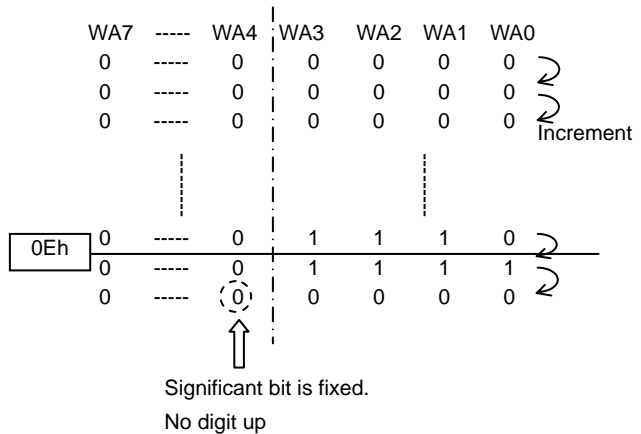 WA7 ----- WA4 WA3 WA2 WA1 WA0
0 ----- 0 0 0 0 0
0 ----- 0 0 0 0 0
0 ----- 0 0 0 0 0
Increment
0 ----- 0 1 1 1 0
0Eh
0 ----- 0 1 1 1 1
0 ----- 0 0 0 0 0
Significant bit is fixed.
No digit up